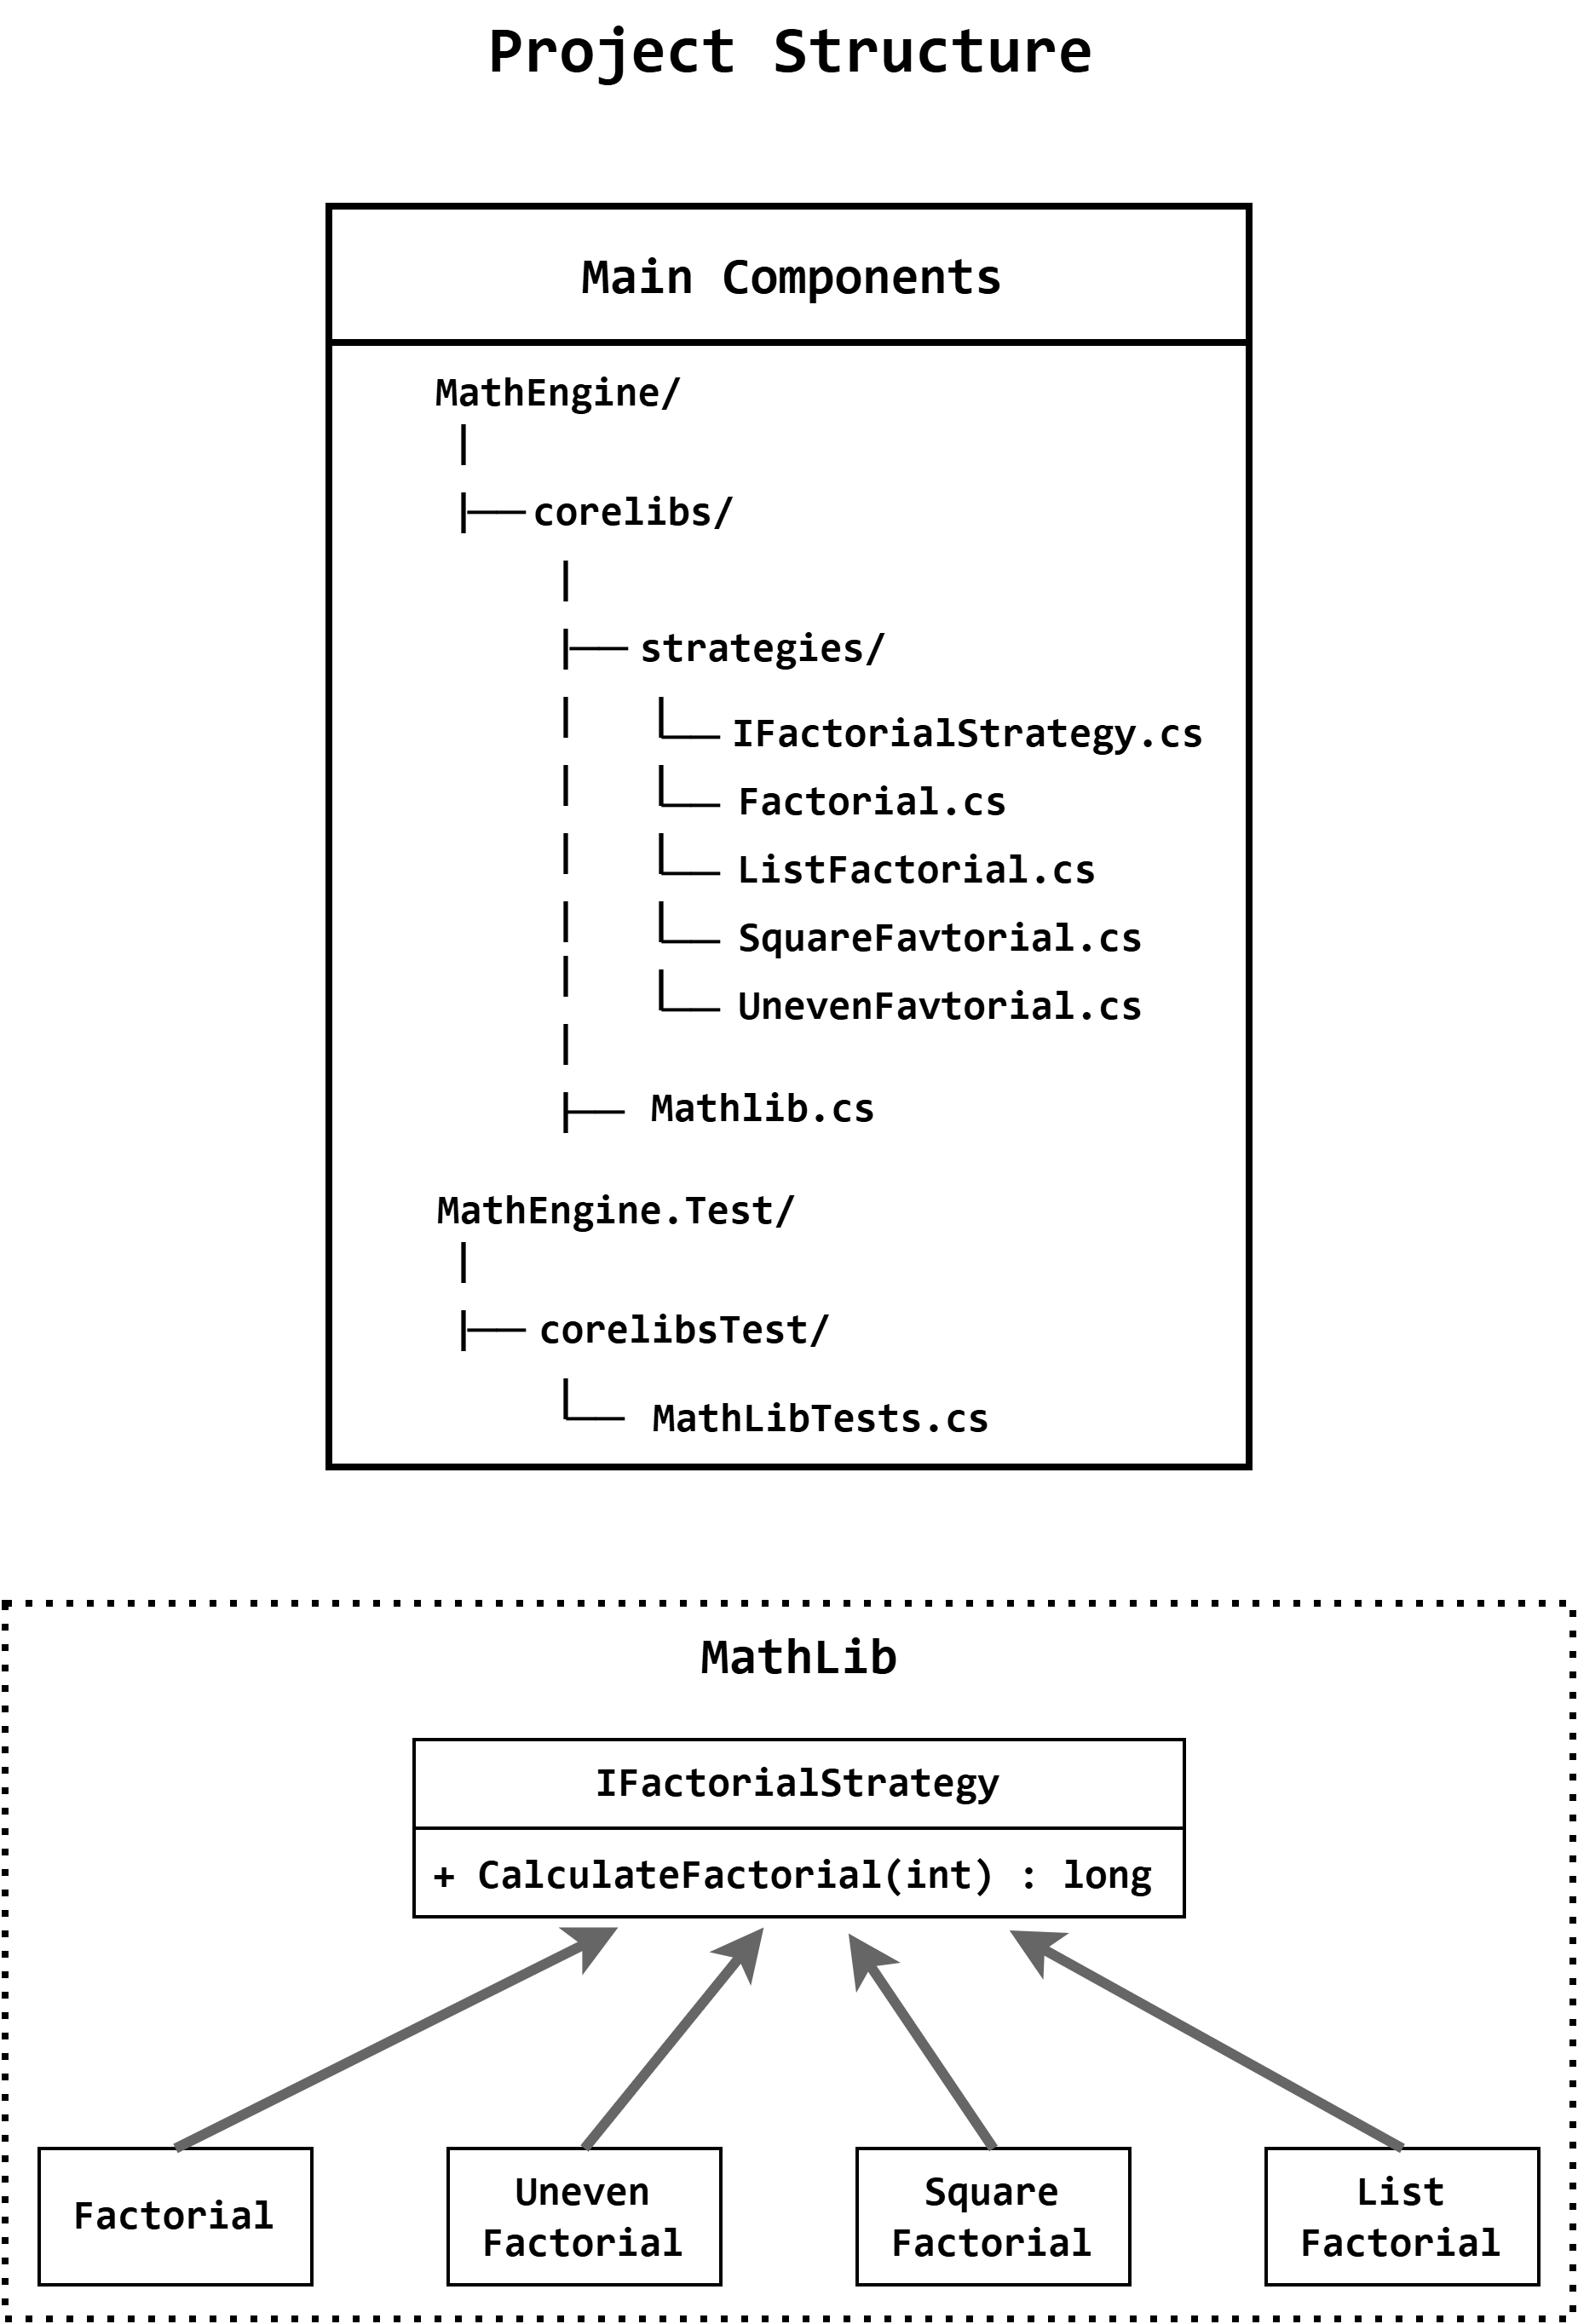 Project Structure
Main Components
MathEngine/
corelibs/
strategies/
IFactorialStrategy.cs
Factorial.cs
ListFactorial.cs
SquareFavtorial.cs
UnevenFavtorial.cs
Mathlib.cs
MathEngine.Test/
corelibsTest/
MathLibTests.cs
MathLib
IFactorialStrategy
+ CalculateFactorial(int) : long
Factorial
Uneven
Factorial
Square
Factorial
List
Factorial